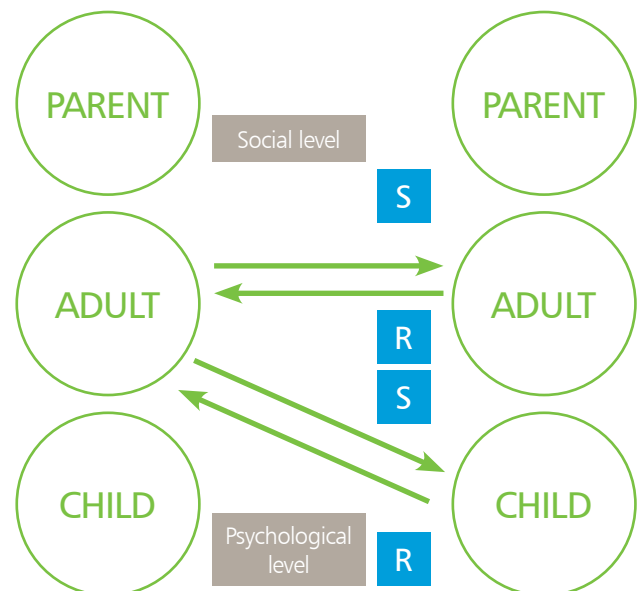 PARENT
PARENT
Social level
S
ADULT
ADULT
R
S
CHILD
CHILD
Psychological
level
R